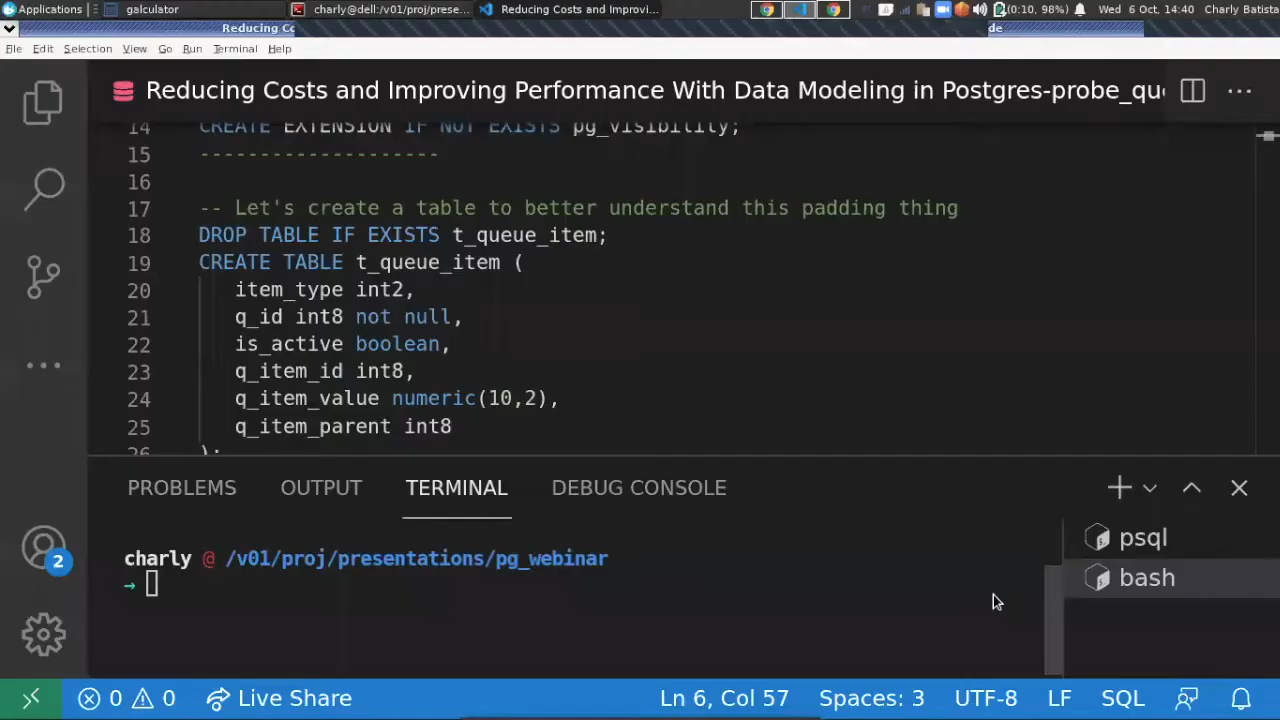 Applications galculator charly@dell:/v01/proj/prese... Reducing Costs and Improvi... (0:10, 98%) Wed 6 Oct, 14:40 Charly Batista
Reducing Co de
File Edit Selection View Go Run Terminal Help
Reducing Costs and Improving Performance With Data Modeling in Postgres-probe_que
14 CREATE EXTENSION IF NOT EXISTS pg_visibility;
15 --------------------
16
17 -- Let's create a table to better understand this padding thing
18 DROP TABLE IF EXISTS t_queue_item;
19 CREATE TABLE t_queue_item (
20 item_type int2,
21 q_id int8 not null,
22 is_active boolean,
23 q_item_id int8,
24 q_item_value numeric(10,2),
25 q_item_parent int8
26 );
PROBLEMS OUTPUT TERMINAL DEBUG CONSOLE
charly @ /v01/proj/presentations/pg_webinar
→
psql
bash
2
0 0 Live Share Ln 6, Col 57 Spaces: 3 UTF-8 LF SQL